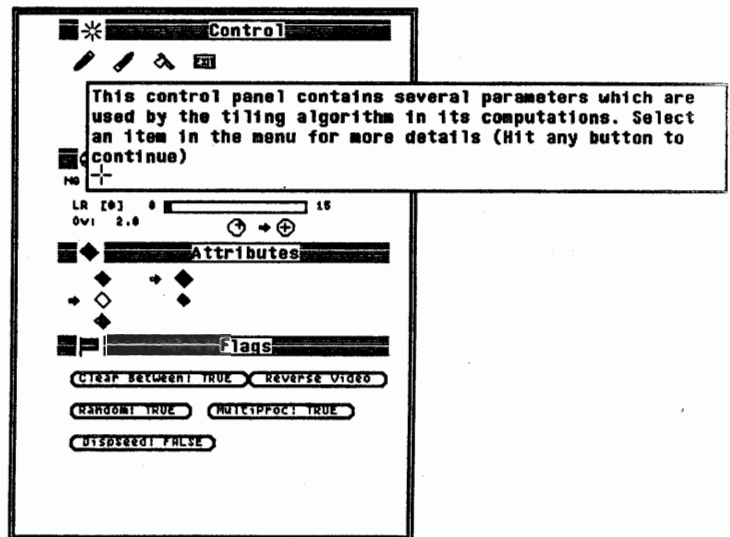 Control
Exit
This control panel contains several parameters which are
used by the tiling algorithm in its computations. Select
an item in the menu for more details (Hit any button to
continue)
LR [0] 0 15
Ow: 2.0
Attributes
Flags
Clear Between: TRUE Reverse Video
Random: TRUE MultiProc: TRUE
Dispseed: FALSE